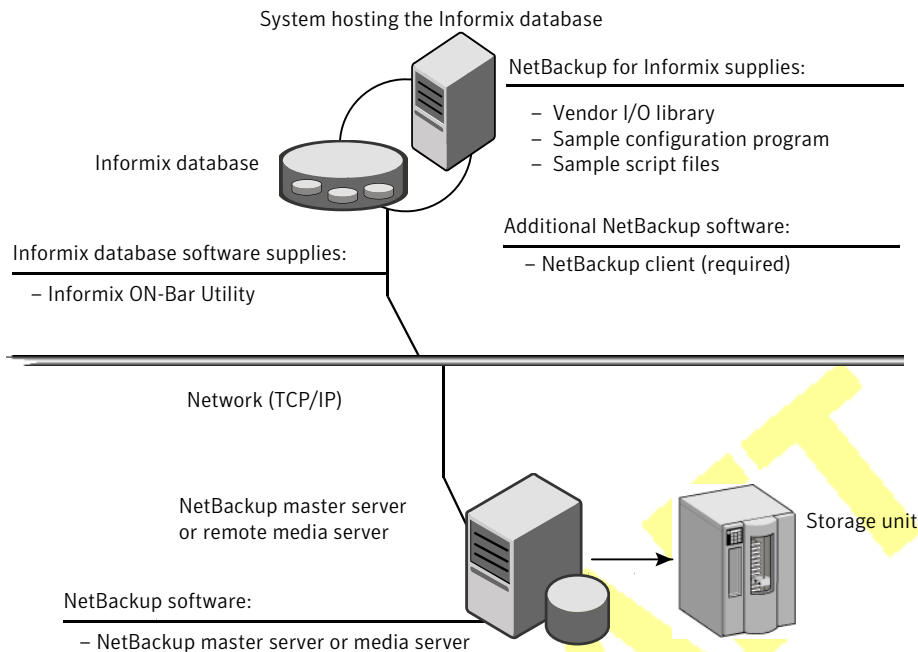 System hosting the Informix database
NetBackup for Informix supplies:
– Vendor I/O library
– Sample configuration program
– Sample script files
Informix database
Additional NetBackup software:
– NetBackup client (required)
Informix database software supplies:
– Informix ON-Bar Utility
Network (TCP/IP)
NetBackup master server
or remote media server
Storage unit
NetBackup software:
– NetBackup master server or media server